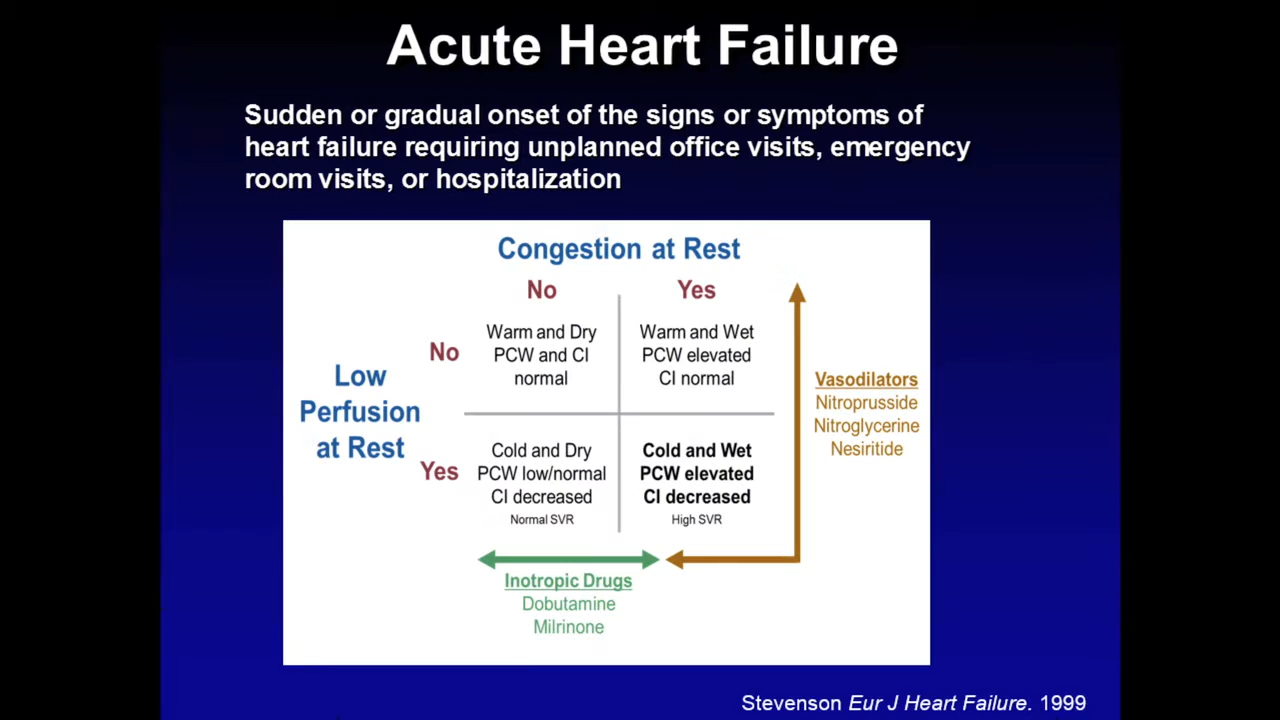 Acute Heart Failure
Sudden or gradual onset of the signs or symptoms of
heart failure requiring unplanned office visits, emergency
room visits, or hospitalization
Congestion at Rest
No
Yes
Low
Perfusion
at Rest
No
Warm and Dry
PCW and CI
normal
Warm and Wet
PCW elevated
CI normal
Yes
Cold and Dry
PCW low/normal
CI decreased
Normal SVR
Cold and Wet
PCW elevated
CI decreased
High SVR
Vasodilators
Nitroprusside
Nitroglycerine
Nesiritide
Inotropic Drugs
Dobutamine
Milrinone
Stevenson Eur J Heart Failure. 1999